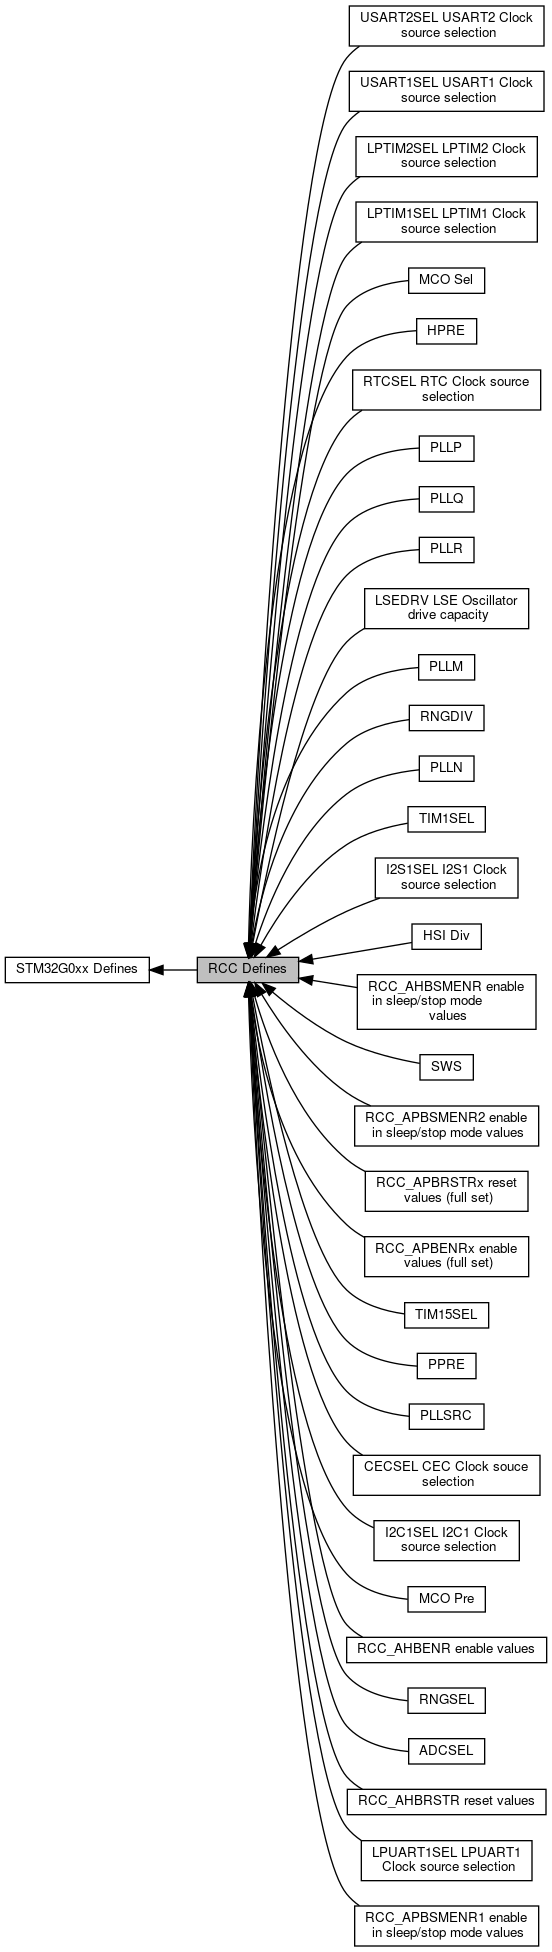 USART2SEL USART2 Clock
source selection
USART1SEL USART1 Clock
source selection
LPTIM2SEL LPTIM2 Clock
source selection
LPTIM1SEL LPTIM1 Clock
source selection
MCO Sel
HPRE
RTCSEL RTC Clock source
selection
PLLP
PLLQ
PLLR
LSEDRV LSE Oscillator
drive capacity
PLLM
RNGDIV
PLLN
TIM1SEL
I2S1SEL I2S1 Clock
source selection
HSI Div
STM32G0xx Defines
RCC Defines
RCC_AHBSMENR enable
in sleep/stop mode
values
SWS
RCC_APBSMENR2 enable
in sleep/stop mode values
RCC_APBRSTRx reset
values (full set)
RCC_APBENRx enable
values (full set)
TIM15SEL
PPRE
PLLSRC
CECSEL CEC Clock souce
selection
I2C1SEL I2C1 Clock
source selection
MCO Pre
RCC_AHBENR enable values
RNGSEL
ADCSEL
RCC_AHBRSTR reset values
LPUART1SEL LPUART1
Clock source selection
RCC_APBSMENR1 enable
in sleep/stop mode values